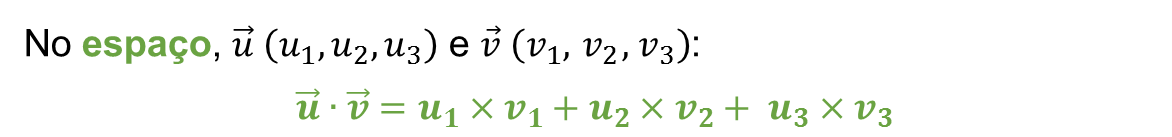 No espaço, u⃗ (u₁, u₂, u₃) e v⃗ (v₁, v₂, v₃):
u⃗ · v⃗ = u₁ × v₁ + u₂ × v₂ + u₃ × v₃